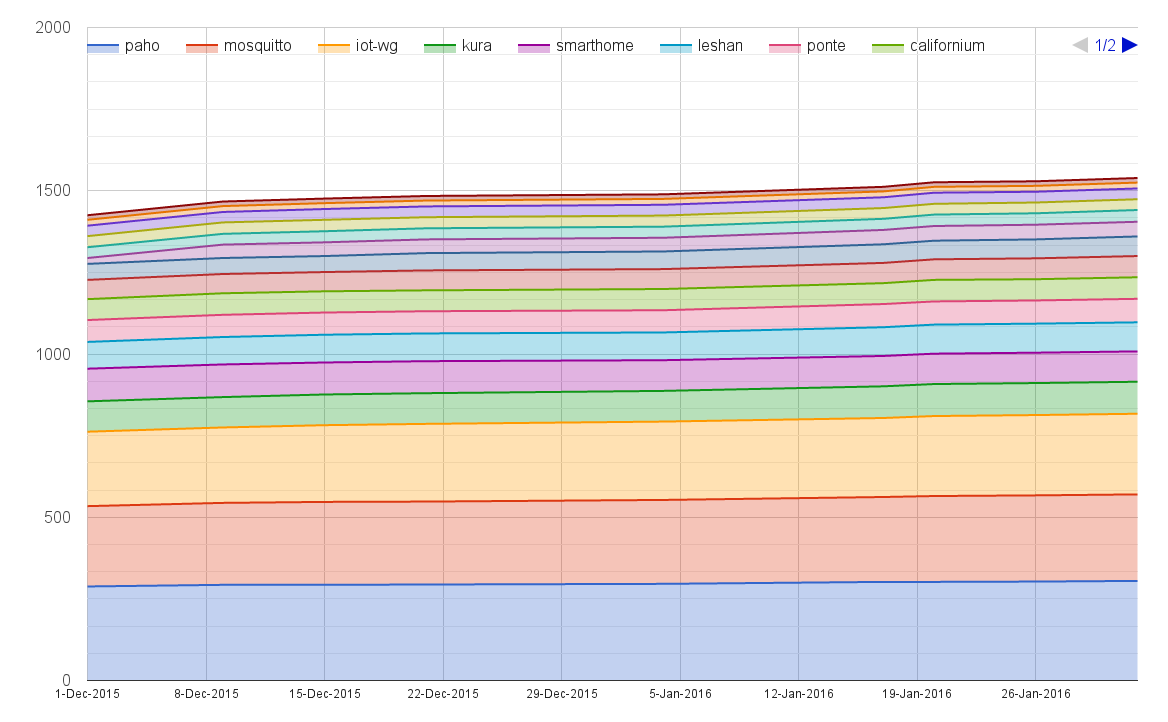 2000
paho mosquitto iot-wg kura smarthome leshan ponte californium 1/2
1500
1000
500
0
1-Dec-2015 8-Dec-2015 15-Dec-2015 22-Dec-2015 29-Dec-2015 5-Jan-2016 12-Jan-2016 19-Jan-2016 26-Jan-2016